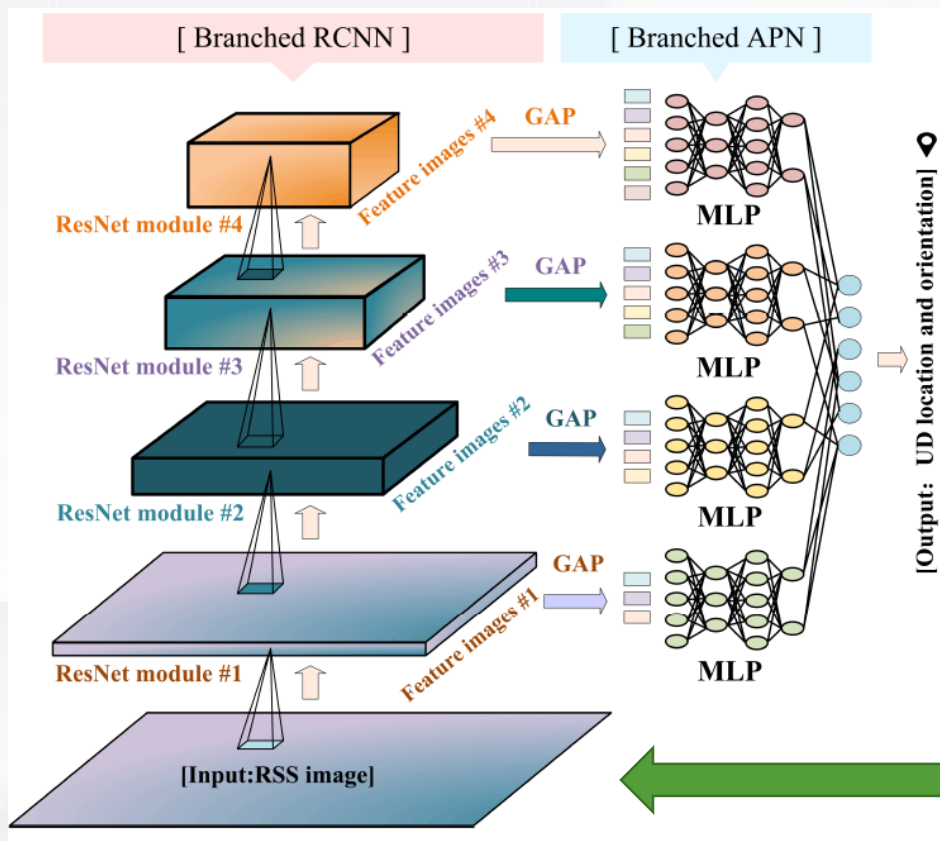 [ Branched RCNN ]
[ Branched APN ]
Feature images #4
GAP
MLP
ResNet module #4
Feature images #3
GAP
MLP
ResNet module #3
Feature images #2
GAP
MLP
ResNet module #2
Feature images #1
GAP
MLP
ResNet module #1
[Input:RSS image]
[Output: UD location and orientation]